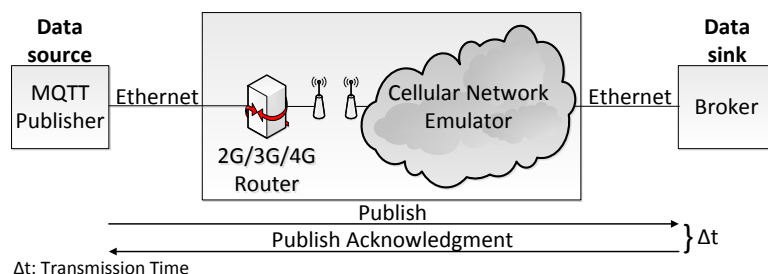 Data
source
MQTT
Publisher
Ethernet
2G/3G/4G
Router
Cellular Network
Emulator
Ethernet
Data
sink
Broker
Publish
Publish Acknowledgment
Δt
Δt: Transmission Time